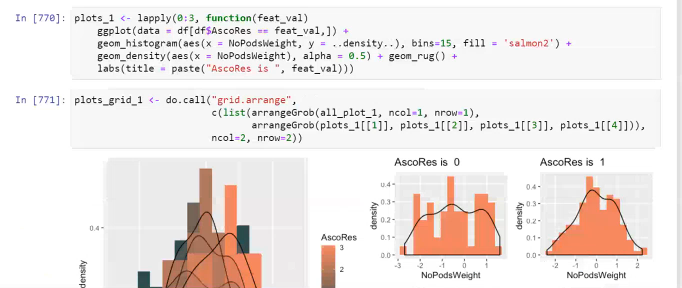 In [770]: plots_1 <- lapply(0:3, function(feat_val)
ggplot(data = df[df$AscoRes == feat_val,]) +
geom_histogram(aes(x = NoPodsWeight, y = ..density..), bins=15, fill = 'salmon2') +
geom_density(aes(x = NoPodsWeight), alpha = 0.5) + geom_rug() +
labs(title = paste("AscoRes is ", feat_val)))
In [771]: plots_grid_1 <- do.call("grid.arrange",
c(list(arrangeGrob(all_plot_1, ncol=1, nrow=1),
arrangeGrob(plots_1[[1]], plots_1[[2]], plots_1[[3]], plots_1[[4]])),
ncol=2, nrow=2))
0.4
density
AscoRes
3
2
AscoRes is 0
0.4
0.3
0.2
0.1
0.0
density
-3 -2 -1 0 1
NoPodsWeight
AscoRes is 1
0.4
0.3
0.2
0.1
0.0
density
-2 -1 0 1 2
NoPodsWeight